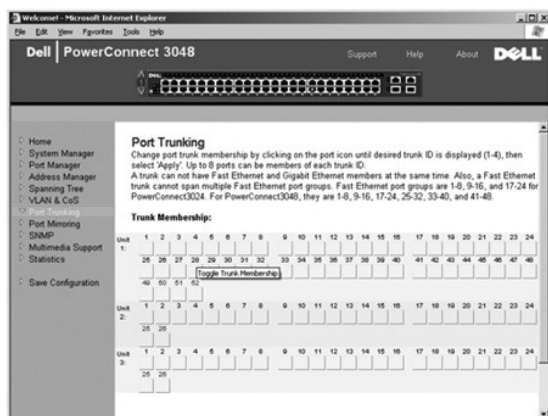 Welcome! - Microsoft Internet Explorer
File Edit View Favorites Tools Help
Dell | PowerConnect 3048
Support Help About DELL
Home
System Manager
Port Manager
Address Manager
Spanning Tree
VLAN & CoS
Port Trunking
Port Mirroring
SNMP
Multimedia Support
Statistics
Save Configuration
Port Trunking
Change port trunk membership by clicking on the port icon until desired trunk ID is displayed (1-4), then
select 'Apply'. Up to 8 ports can be members of each trunk ID.
A trunk can not have Fast Ethernet and Gigabit Ethernet members at the same time. Also, a Fast Ethernet
trunk cannot span multiple Fast Ethernet port groups. Fast Ethernet port groups are 1-8, 9-16, and 17-24 for
PowerConnect3024. For PowerConnect3048, they are 1-8, 9-16, 17-24, 25-32, 33-40, and 41-48.
Trunk Membership:
Unit 1: 1 2 3 4 5 6 7 8 9 10 11 12 13 14 15 16 17 18 19 20 21 22 23 24
25 26 27 28 29 30 31 32 33 34 35 36 37 38 39 40 41 42 43 44 45 46 47 48
Toggle Trunk Membership
49 50 51 52
Unit 2: 1 2 3 4 5 6 7 8 9 10 11 12 13 14 15 16 17 18 19 20 21 22 23 24
25 26
Unit 3: 1 2 3 4 5 6 7 8 9 10 11 12 13 14 15 16 17 18 19 20 21 22 23 24
25 26